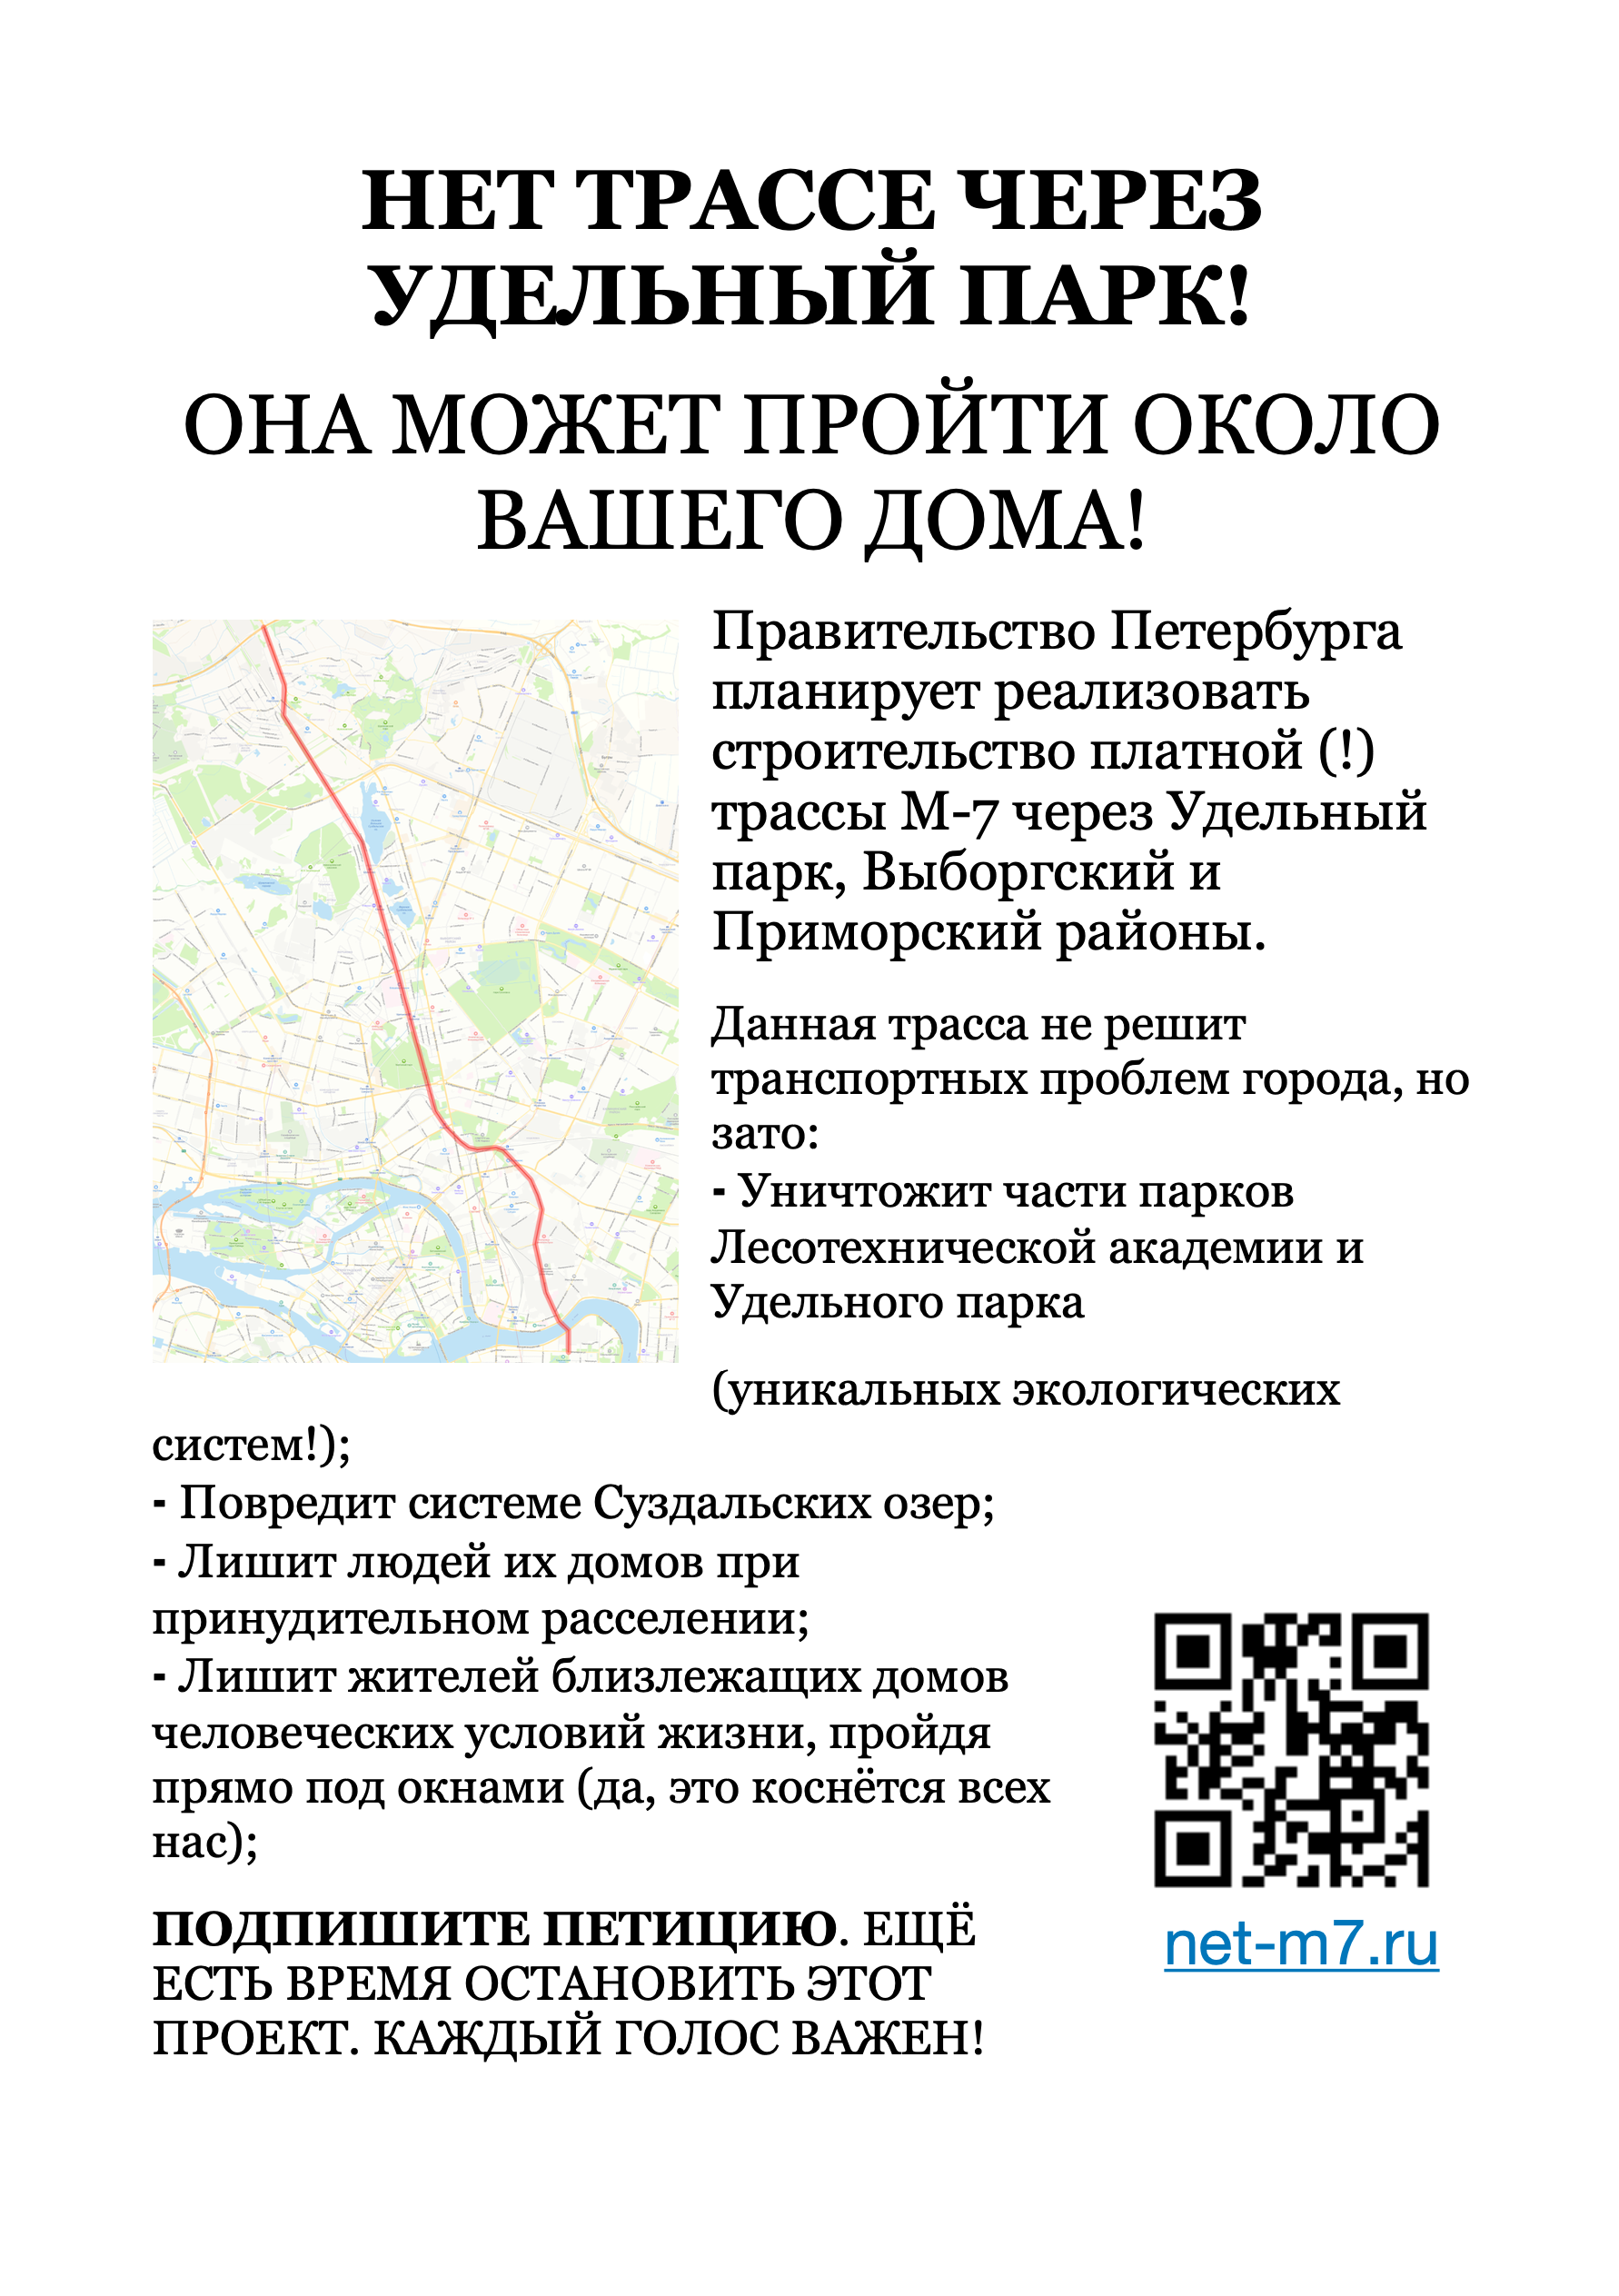 НЕТ ТРАССЕ ЧЕРЕЗ
УДЕЛЬНЫЙ ПАРК!
ОНА МОЖЕТ ПРОЙТИ ОКОЛО
ВАШЕГО ДОМА!
Правительство Петербурга
планирует реализовать
строительство платной (!)
трассы М-7 через Удельный
парк, Выборгский и
Приморский районы.
Данная трасса не решит
транспортных проблем города, но
зато:
- Уничтожит части парков
Лесотехнической академии и
Удельного парка
(уникальных экологических
систем!);
- Повредит системе Суздальских озер;
- Лишит людей их домов при
принудительном расселении;
- Лишит жителей близлежащих домов
человеческих условий жизни, пройдя
прямо под окнами (да, это коснётся всех
нас);
ПОДПИШИТЕ ПЕТИЦИЮ. ЕЩЁ
ЕСТЬ ВРЕМЯ ОСТАНОВИТЬ ЭТОТ
ПРОЕКТ. КАЖДЫЙ ГОЛОС ВАЖЕН!
net-m7.ru